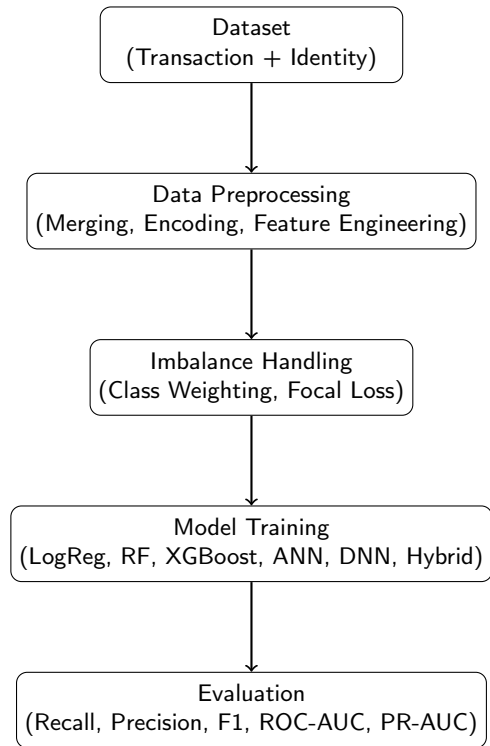 Dataset
(Transaction + Identity)
Data Preprocessing
(Merging, Encoding, Feature Engineering)
Imbalance Handling
(Class Weighting, Focal Loss)
Model Training
(LogReg, RF, XGBoost, ANN, DNN, Hybrid)
Evaluation
(Recall, Precision, F1, ROC-AUC, PR-AUC)